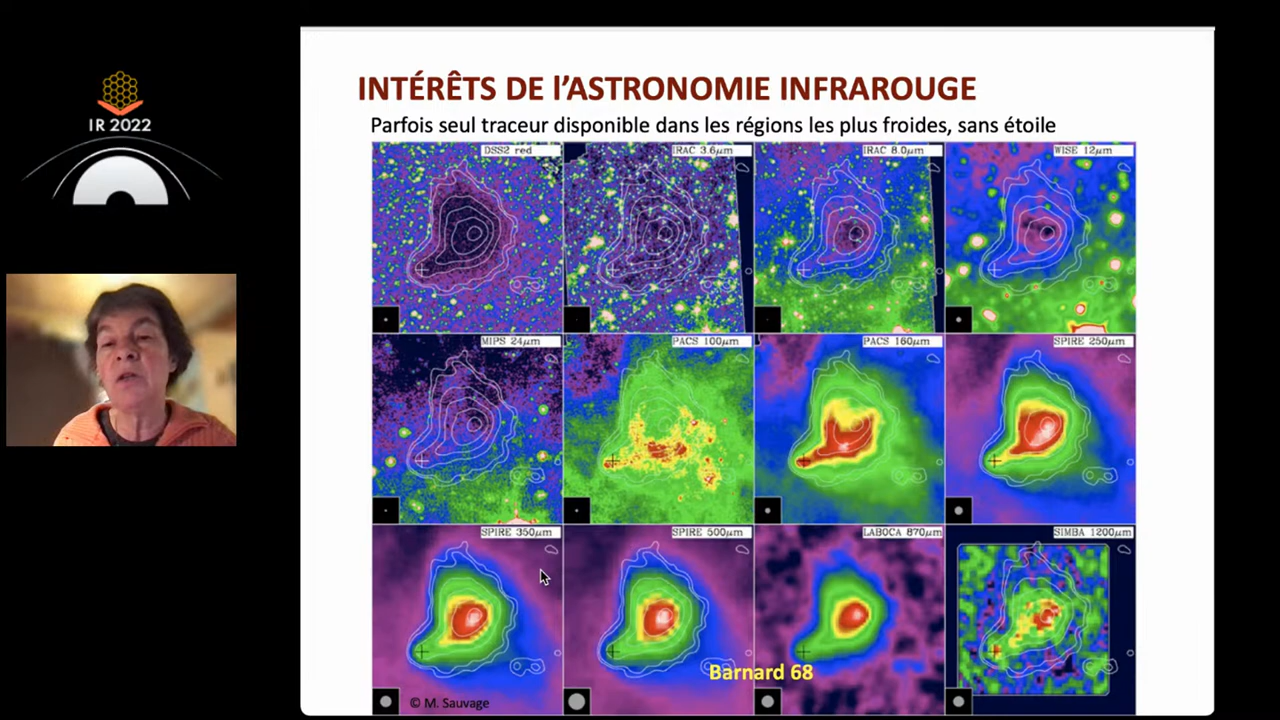 IR 2022
INTÉRÊTS DE l’ASTRONOMIE INFRAROUGE
Parfois seul traceur disponible dans les régions les plus froides, sans étoile
DSS2 red
IRAC 3.6μm
IRAC 8.0μm
WISE 12μm
MIPS 24μm
PACS 100μm
PACS 160μm
SPIRE 250μm
SPIRE 350μm
SPIRE 500μm
LABOCA 870μm
SIMBA 1200μm
Barnard 68
© M. Sauvage